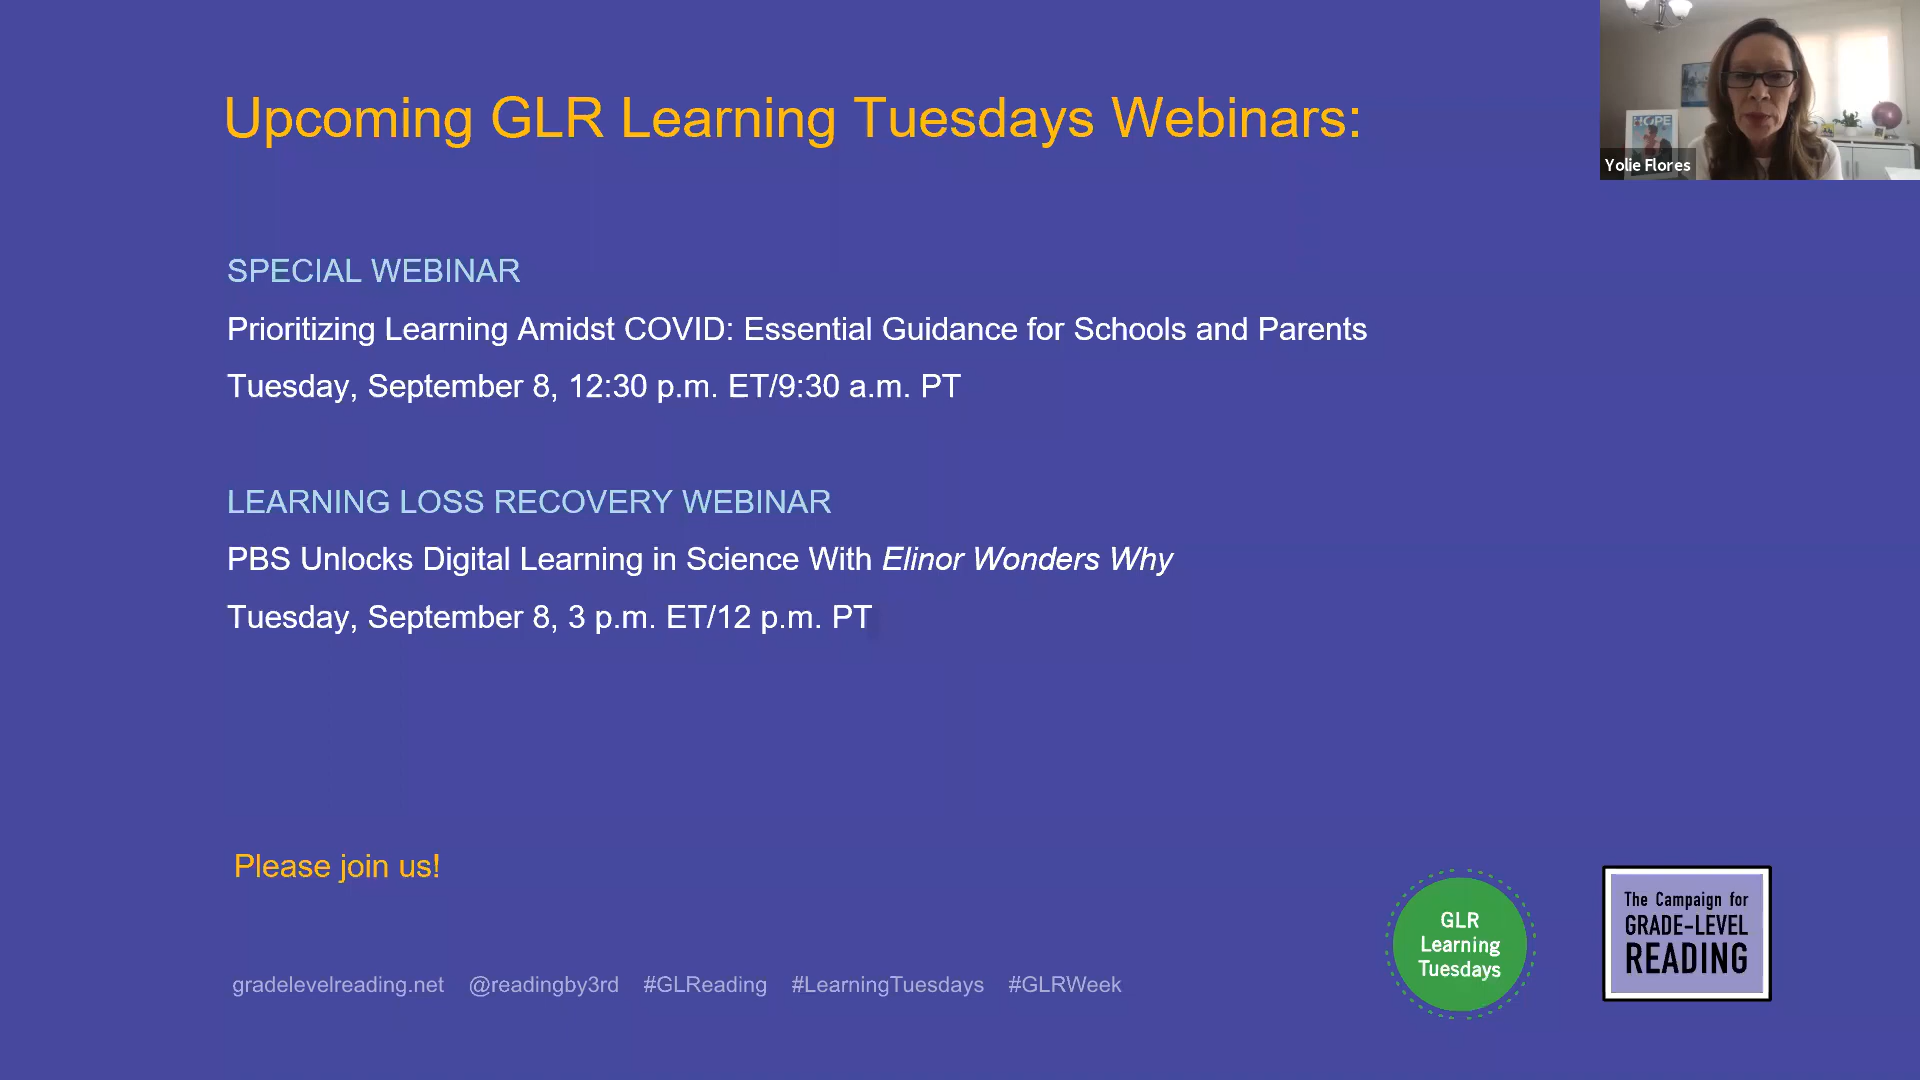 Upcoming GLR Learning Tuesdays Webinars:
HOPE
Yolie Flores
SPECIAL WEBINAR
Prioritizing Learning Amidst COVID: Essential Guidance for Schools and Parents
Tuesday, September 8, 12:30 p.m. ET/9:30 a.m. PT
LEARNING LOSS RECOVERY WEBINAR
PBS Unlocks Digital Learning in Science With Elinor Wonders Why
Tuesday, September 8, 3 p.m. ET/12 p.m. PT
Please join us!
GLR
Learning
Tuesdays
The Campaign for
GRADE-LEVEL
READING
gradelevelreading.net @readingby3rd #GLReading #LearningTuesdays #GLRWeek